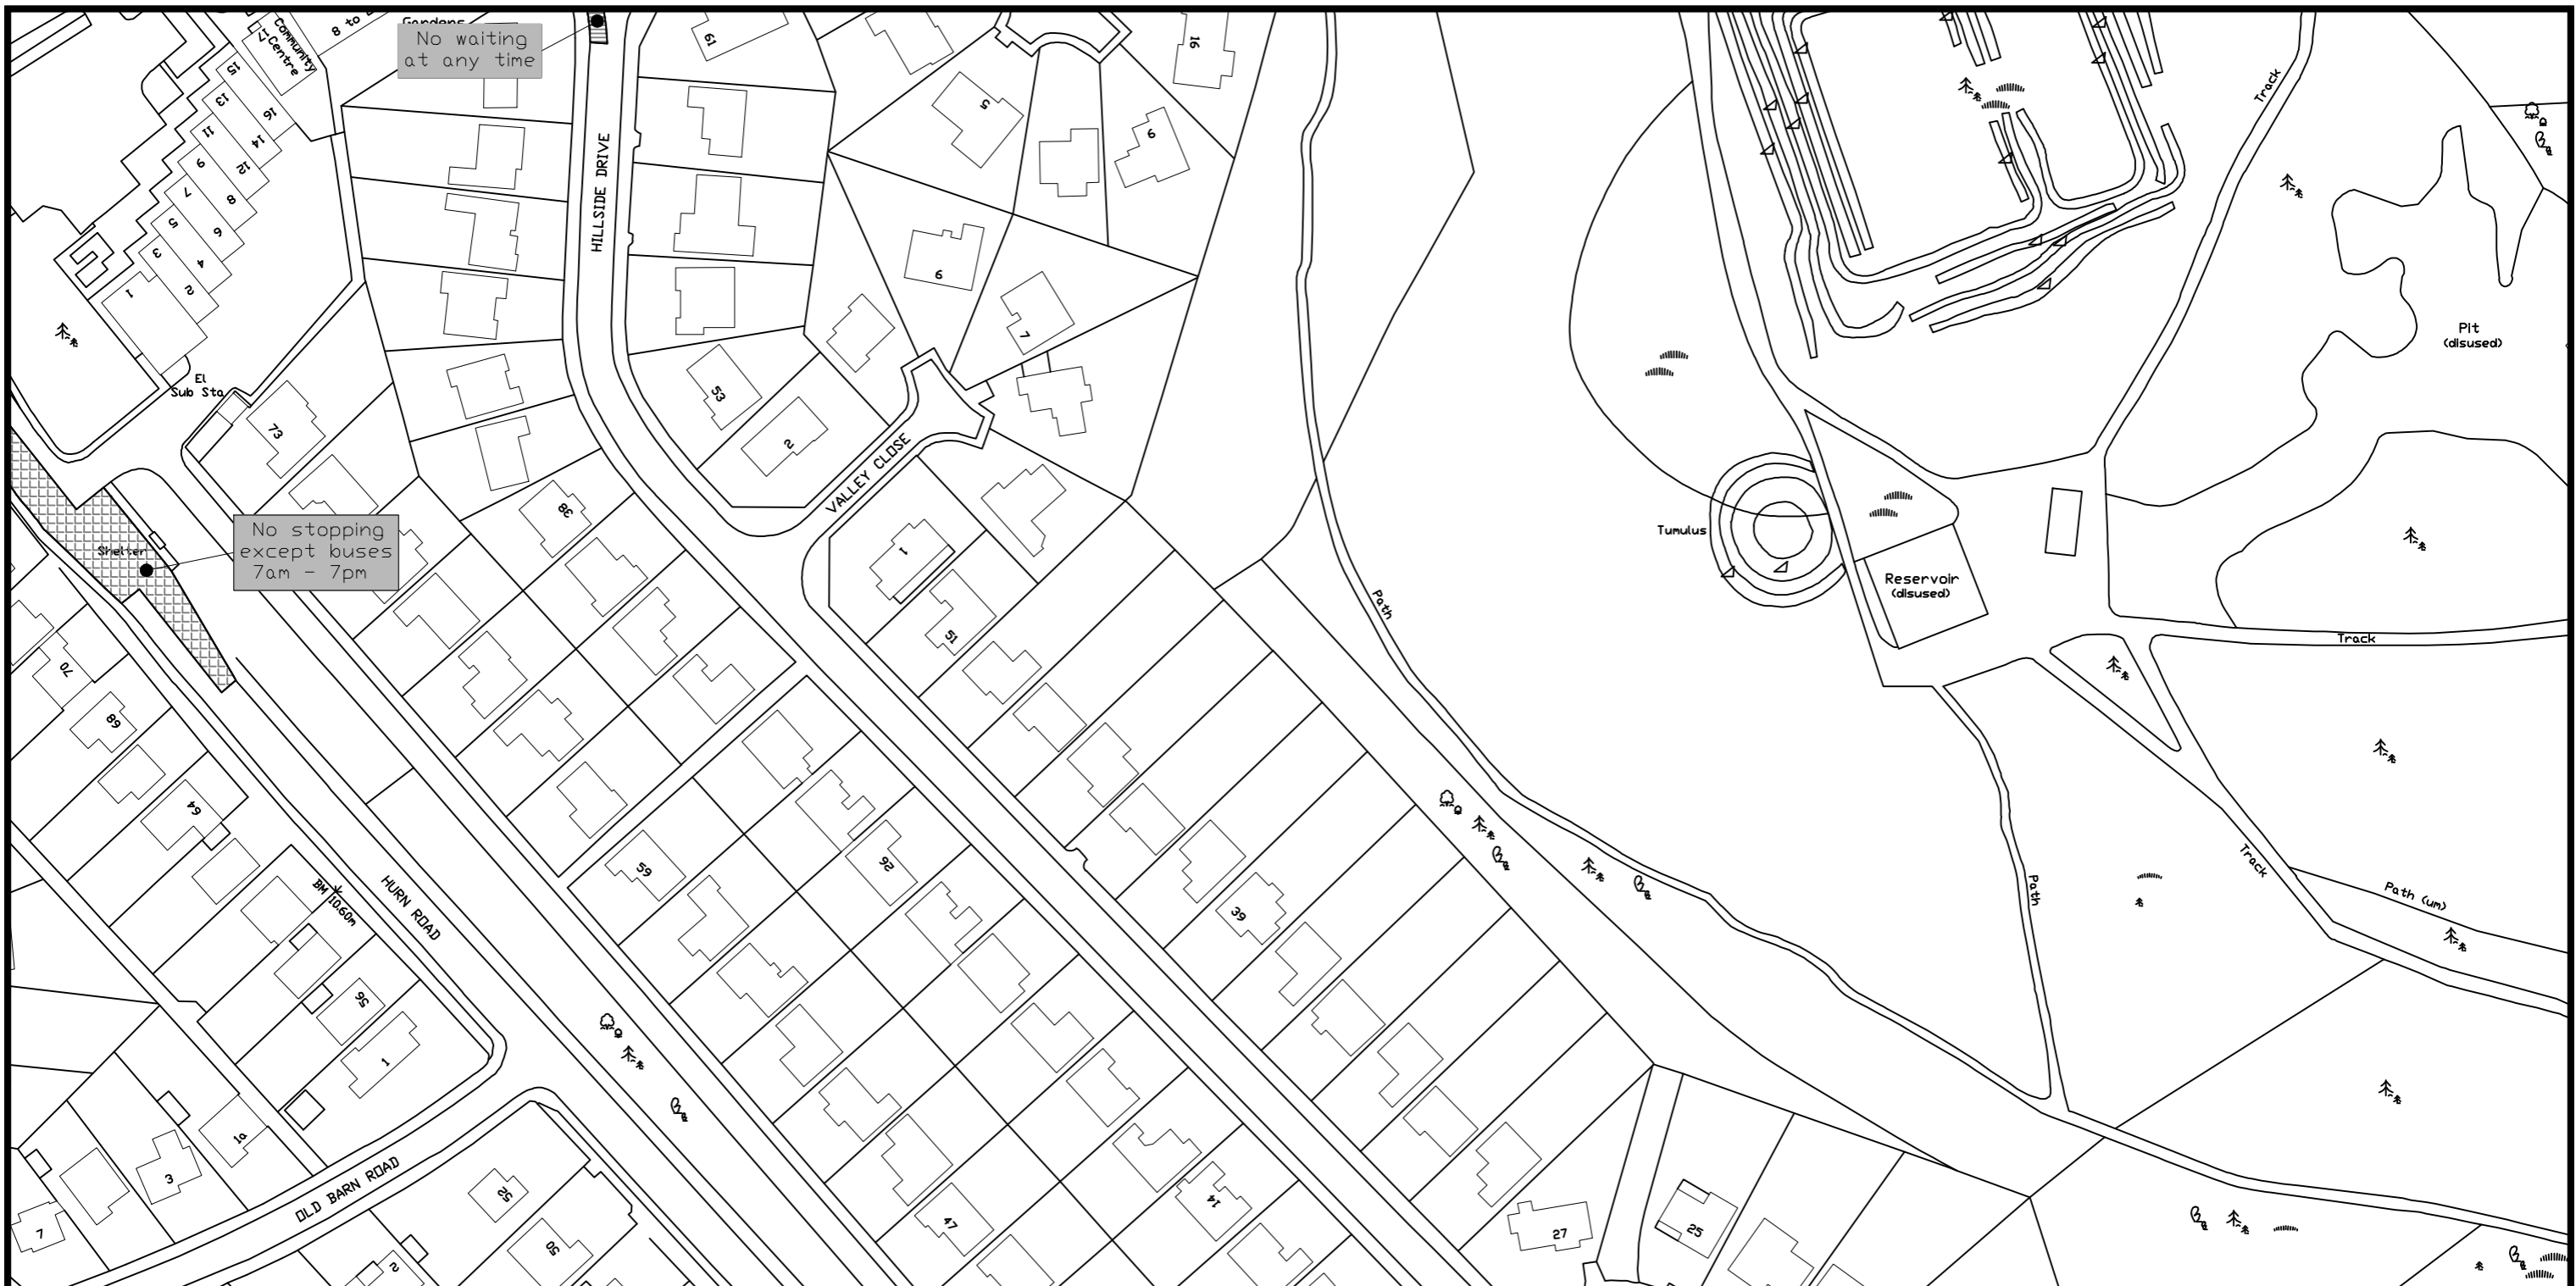 Gardens
8 to
Community
Centre
17
No waiting
at any time
61
16
15
13
16
11
14
9
12
7
8
5
6
3
4
1
2
HILLSIDE DRIVE
5
9
6
7
Track
Pit
(disused)
El
Sub Sta
73
53
2
VALLEY CLOSE
38
No stopping
except buses
7am - 7pm
Shelter
1
51
Tumulus
Reservoir
(disused)
Path
Track
70
68
64
59
26
39
BM 10.60m
HURN ROAD
56
1
Path
Track
Path (um)
1a
3
7
OLD BARN ROAD
52
50
2
47
14
27
25